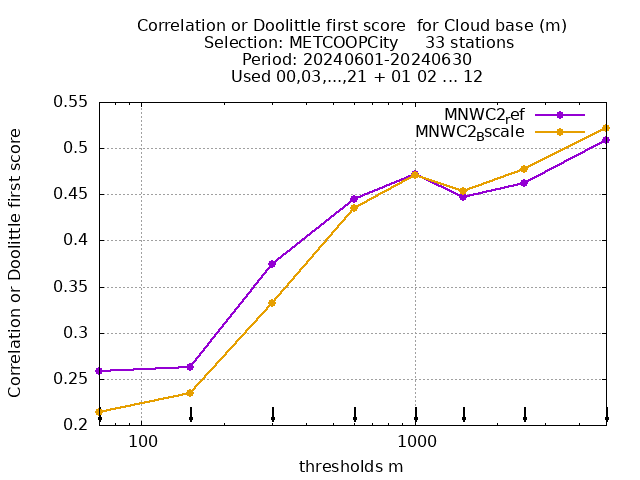 Correlation or Doolittle first score  for Cloud base (m)
Selection: METCOOPCity     33 stations
Period: 20240601-20240630
Used 00,03,...,21 + 01 02 ... 12
MNWC2ref
MNWC2Bscale
0.55
0.5
0.45
0.4
0.35
0.3
0.25
0.2
Correlation or Doolittle first score
100
1000
thresholds m